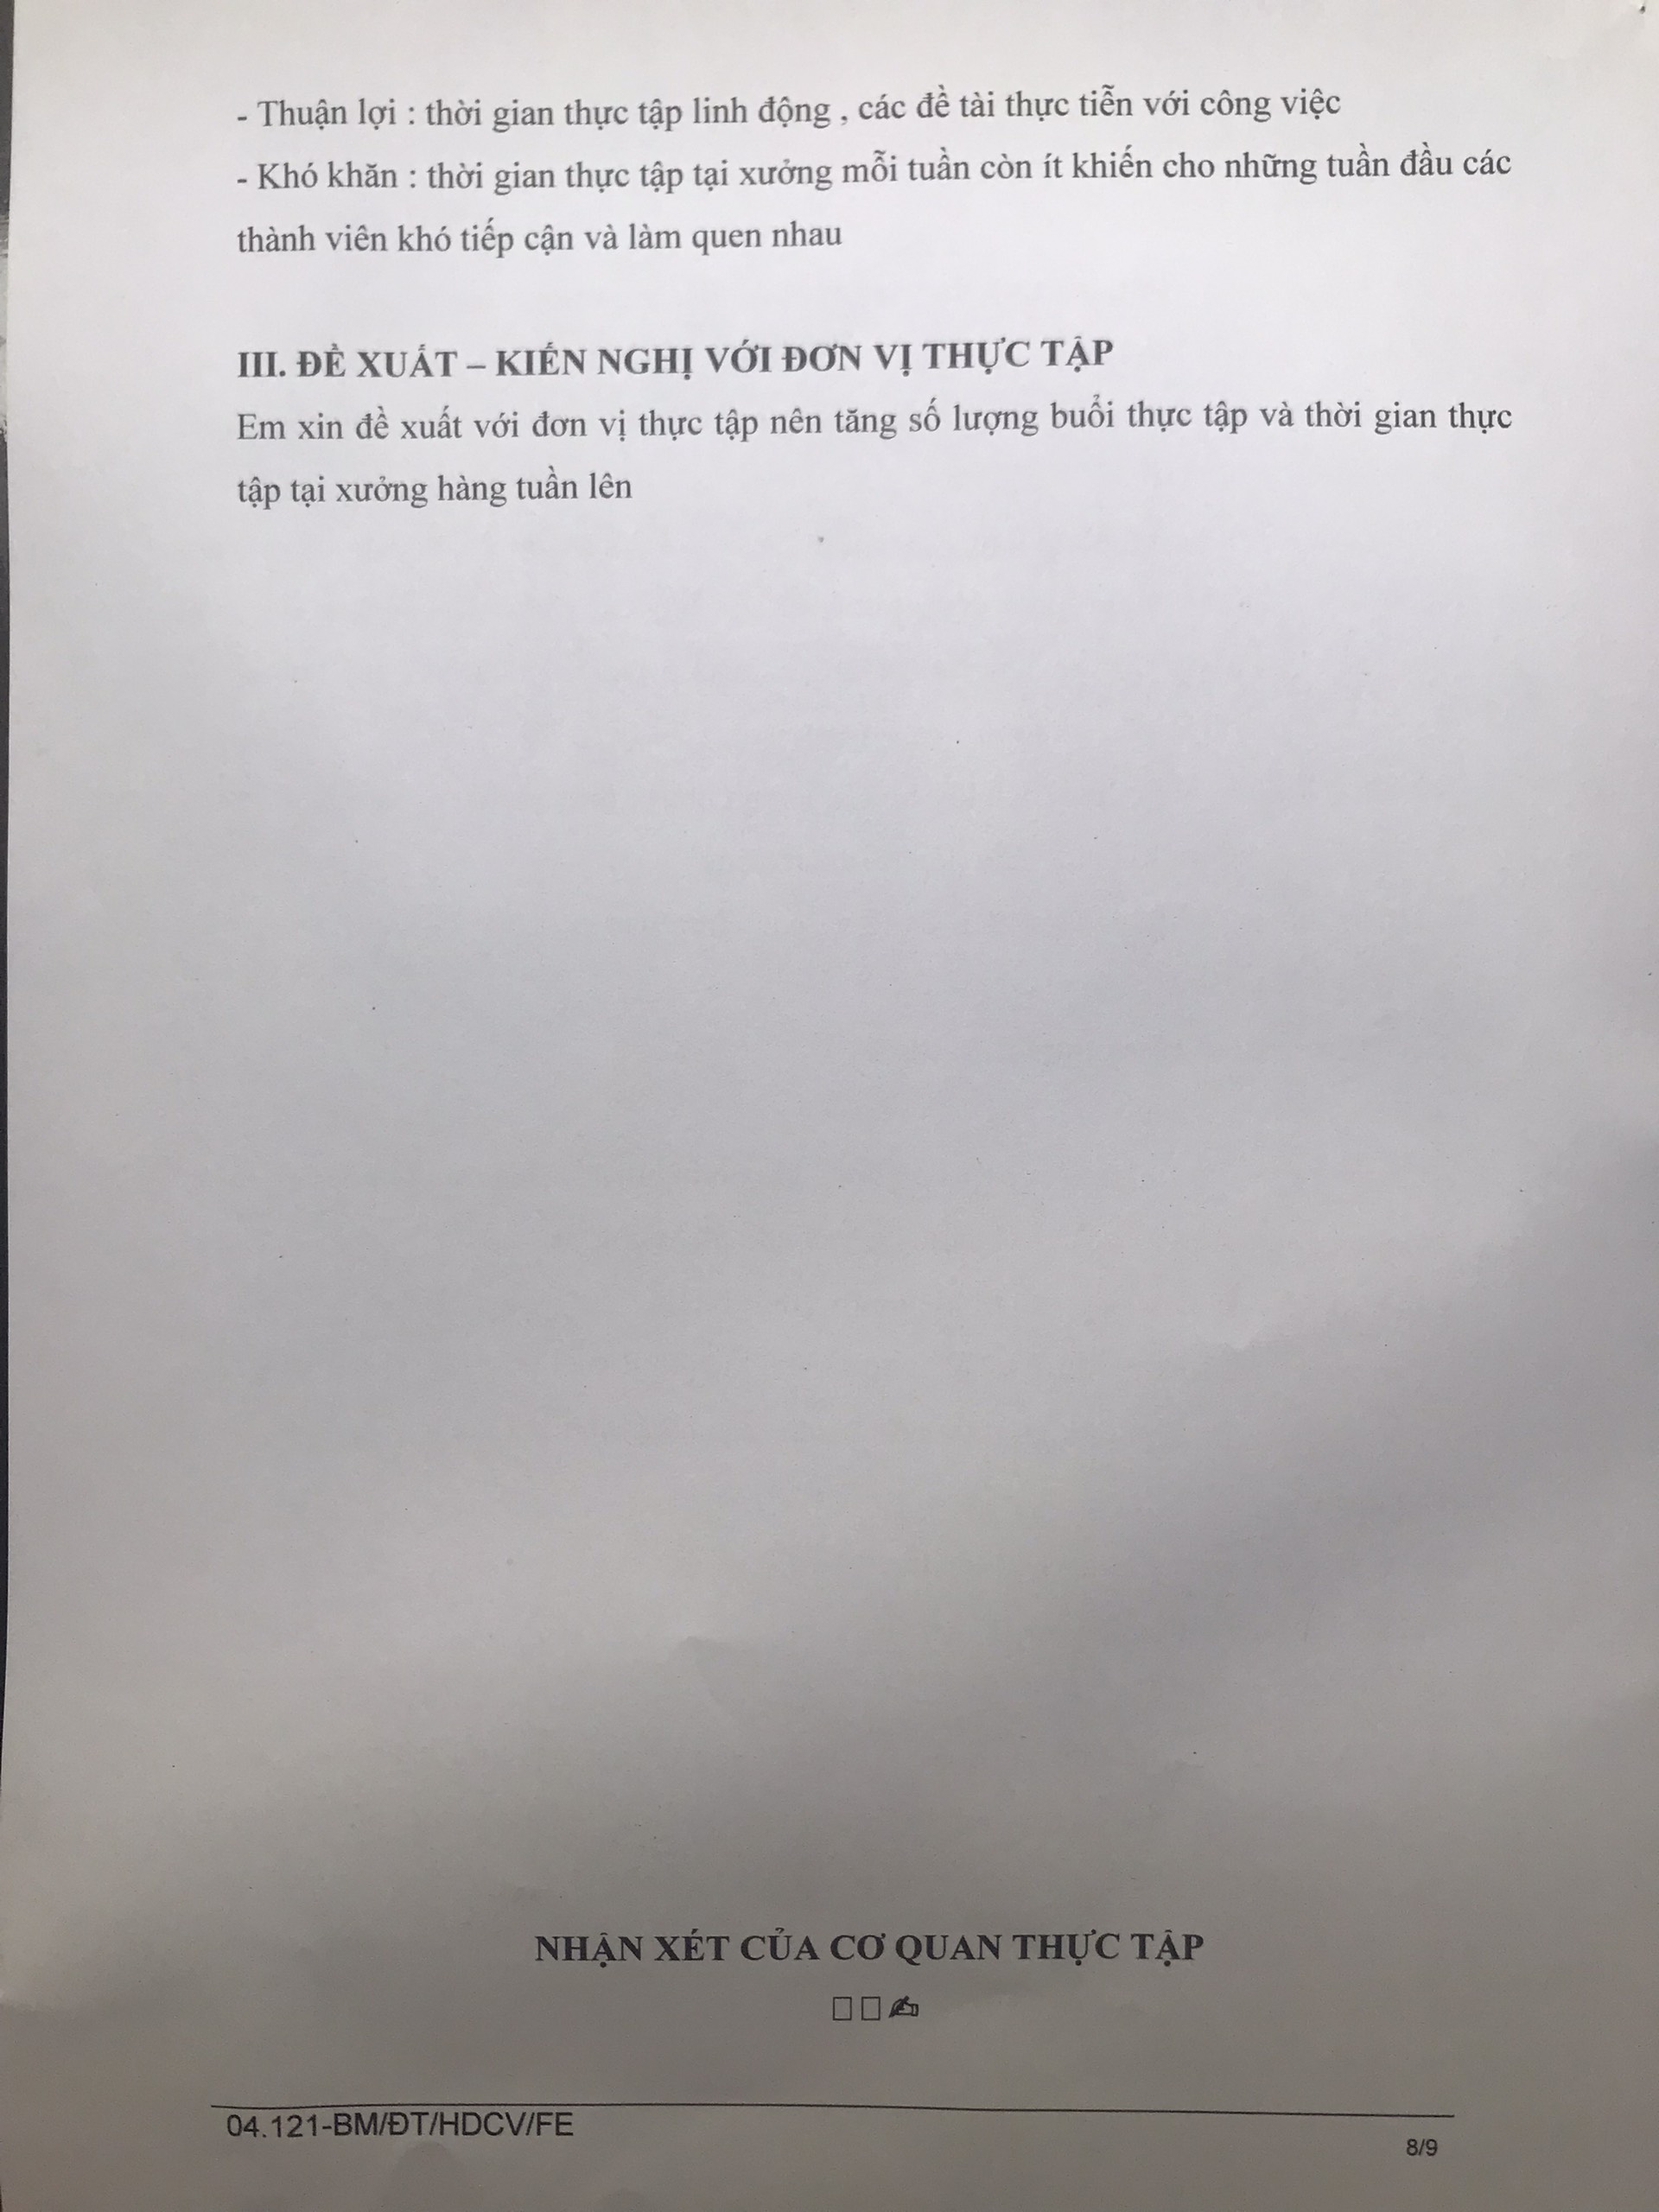 - Thuận lợi : thời gian thực tập linh động , các đề tài thực tiễn với công việc
- Khó khăn : thời gian thực tập tại xưởng mỗi tuần còn ít khiến cho những tuần đầu các
thành viên khó tiếp cận và làm quen nhau
III. ĐỀ XUẤT – KIẾN NGHỊ VỚI ĐƠN VỊ THỰC TẬP
Em xin đề xuất với đơn vị thực tập nên tăng số lượng buổi thực tập và thời gian thực
tập tại xưởng hàng tuần lên
NHẬN XÉT CỦA CƠ QUAN THỰC TẬP
□□✍
04.121-BM/ĐT/HDCV/FE
8/9